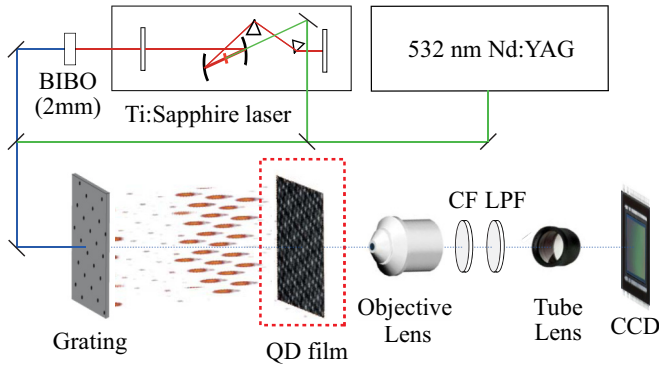 532 nm Nd:YAG
BIBO
(2mm)
Ti:Sapphire laser
CF LPF
Grating
QD film
Objective
Lens
Tube
Lens
CCD